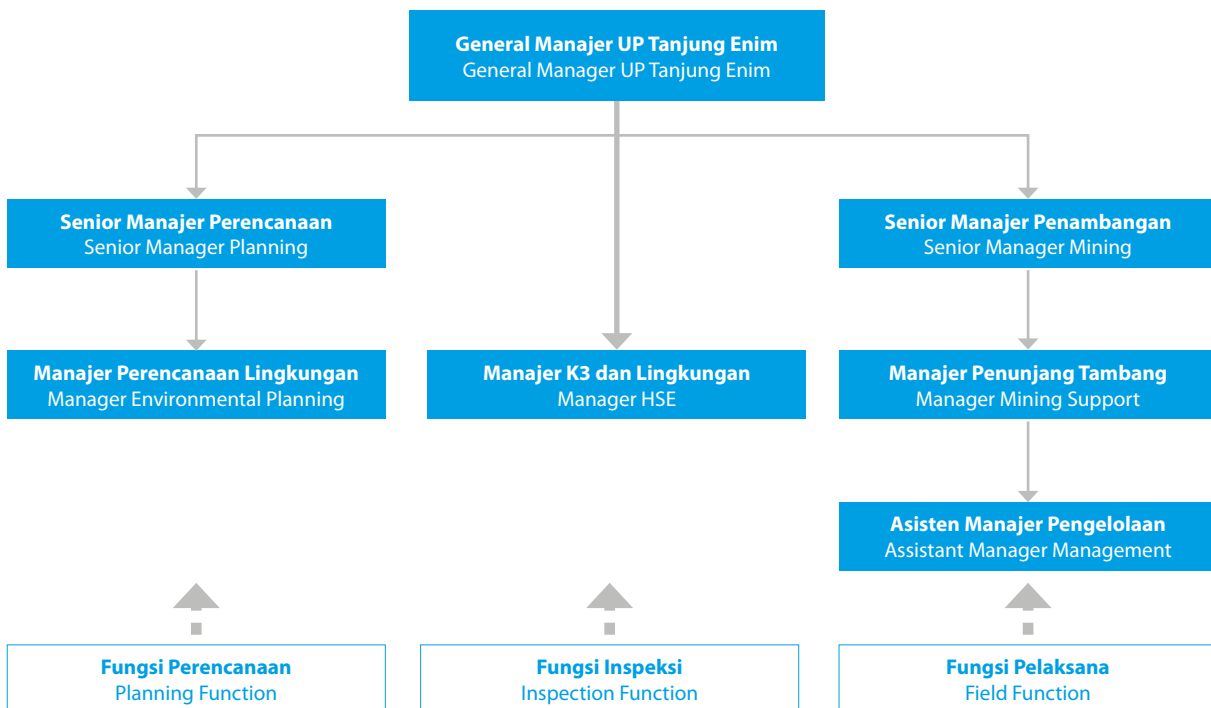 General Manajer UP Tanjung Enim
General Manager UP Tanjung Enim
Senior Manajer Perencanaan
Senior Manager Planning
Senior Manajer Penambangan
Senior Manager Mining
Manajer Perencanaan Lingkungan
Manager Environmental Planning
Manajer K3 dan Lingkungan
Manager HSE
Manajer Penunjang Tambang
Manager Mining Support
Asisten Manajer Pengelolaan
Assistant Manager Management
Fungsi Perencanaan
Planning Function
Fungsi Inspeksi
Inspection Function
Fungsi Pelaksana
Field Function